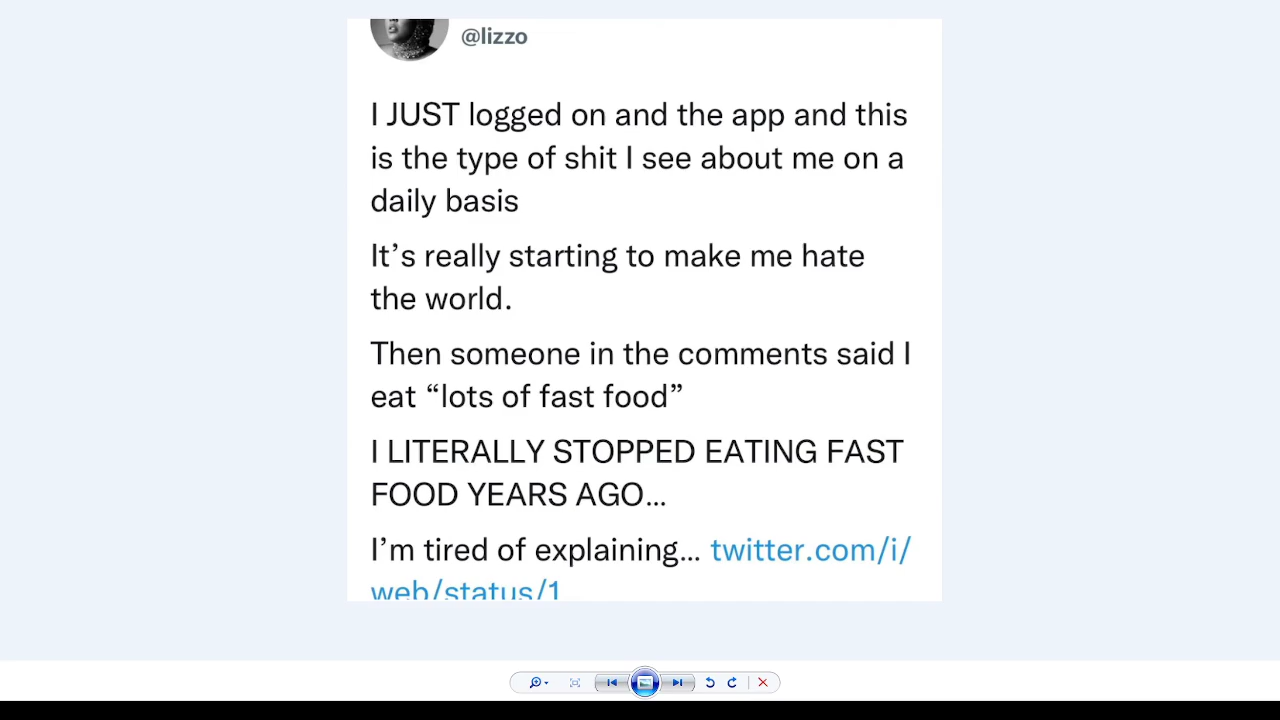 @lizzo
I JUST logged on and the app and this
is the type of shit I see about me on a
daily basis
It’s really starting to make me hate
the world.
Then someone in the comments said I
eat “lots of fast food”
I LITERALLY STOPPED EATING FAST
FOOD YEARS AGO…
I’m tired of explaining… twitter.com/i/
web/status/1